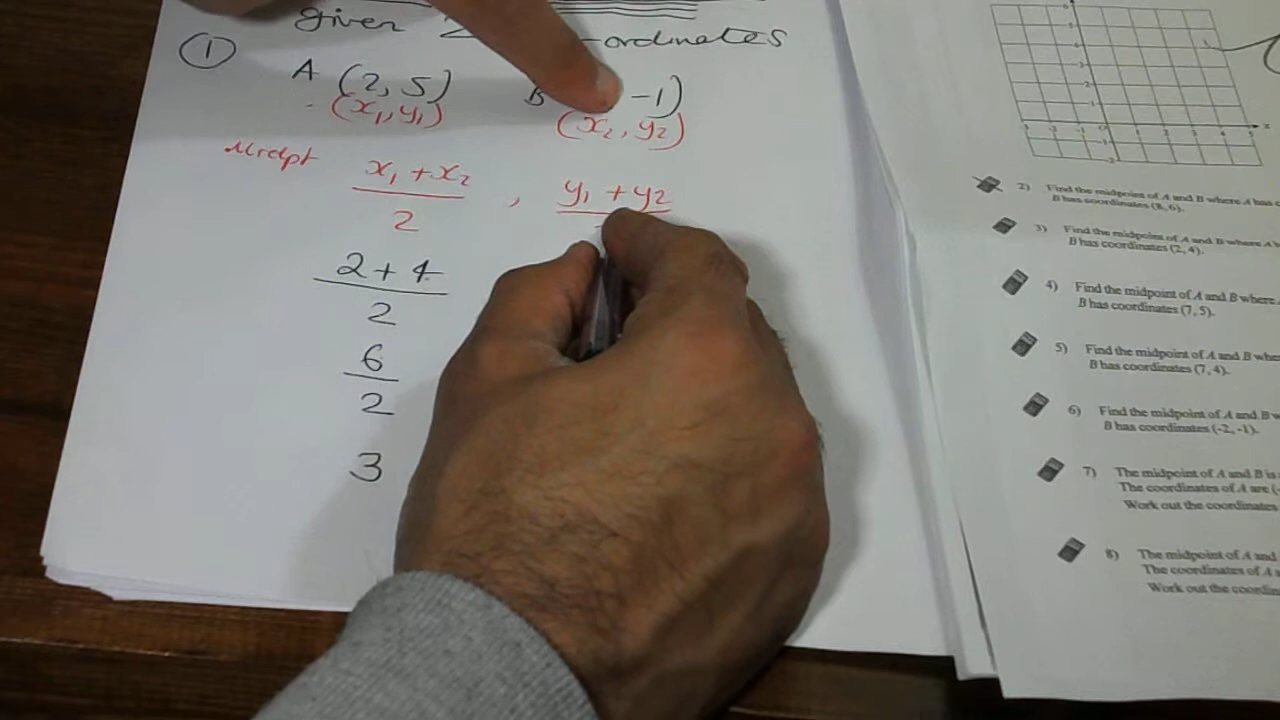 given 2 -ordinates
① A (2, 5) B -1)
(x₁, y₁) (x₂, y₂)
x₁ + x₂ , y₁ + y₂
2
2 + 4
2
6
2
3
2) Find the midpoint of A and B where A has
B has coordinates (8, 6).
3) Find the midpoint of A and B where A
B has coordinates (2, 4).
4) Find the midpoint of A and B where
B has coordinates (7, 5).
5) Find the midpoint of A and B whe
B has coordinates (7, 4).
6) Find the midpoint of A and B w
B has coordinates (-2, -1).
7) The midpoint of A and B is
The coordinates of A are (-
Work out the coordinates
8) The midpoint of A and
The coordinates of A
Work out the coordin